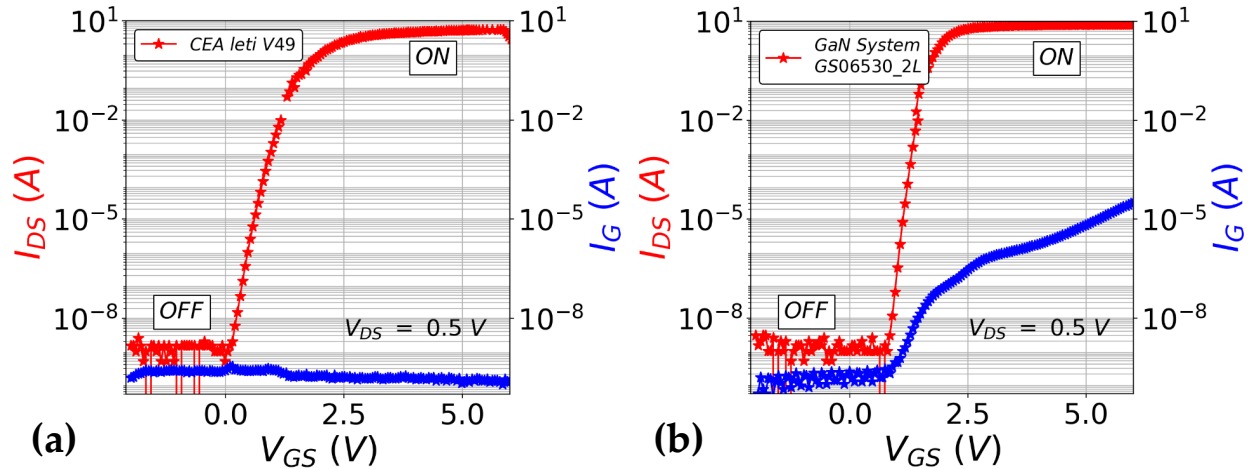 10^1
10^-2
10^-5
10^-8
I_DS (A)
CEA leti V49
ON
OFF
V_DS = 0.5 V
10^1
10^-2
10^-5
10^-8
I_G (A)
0.0 2.5 5.0
V_GS (V)
(a)
10^1
10^-2
10^-5
10^-8
I_DS (A)
GaN System
GS06530_2L
ON
OFF
V_DS = 0.5 V
10^1
10^-2
10^-5
10^-8
I_G (A)
0.0 2.5 5.0
V_GS (V)
(b)